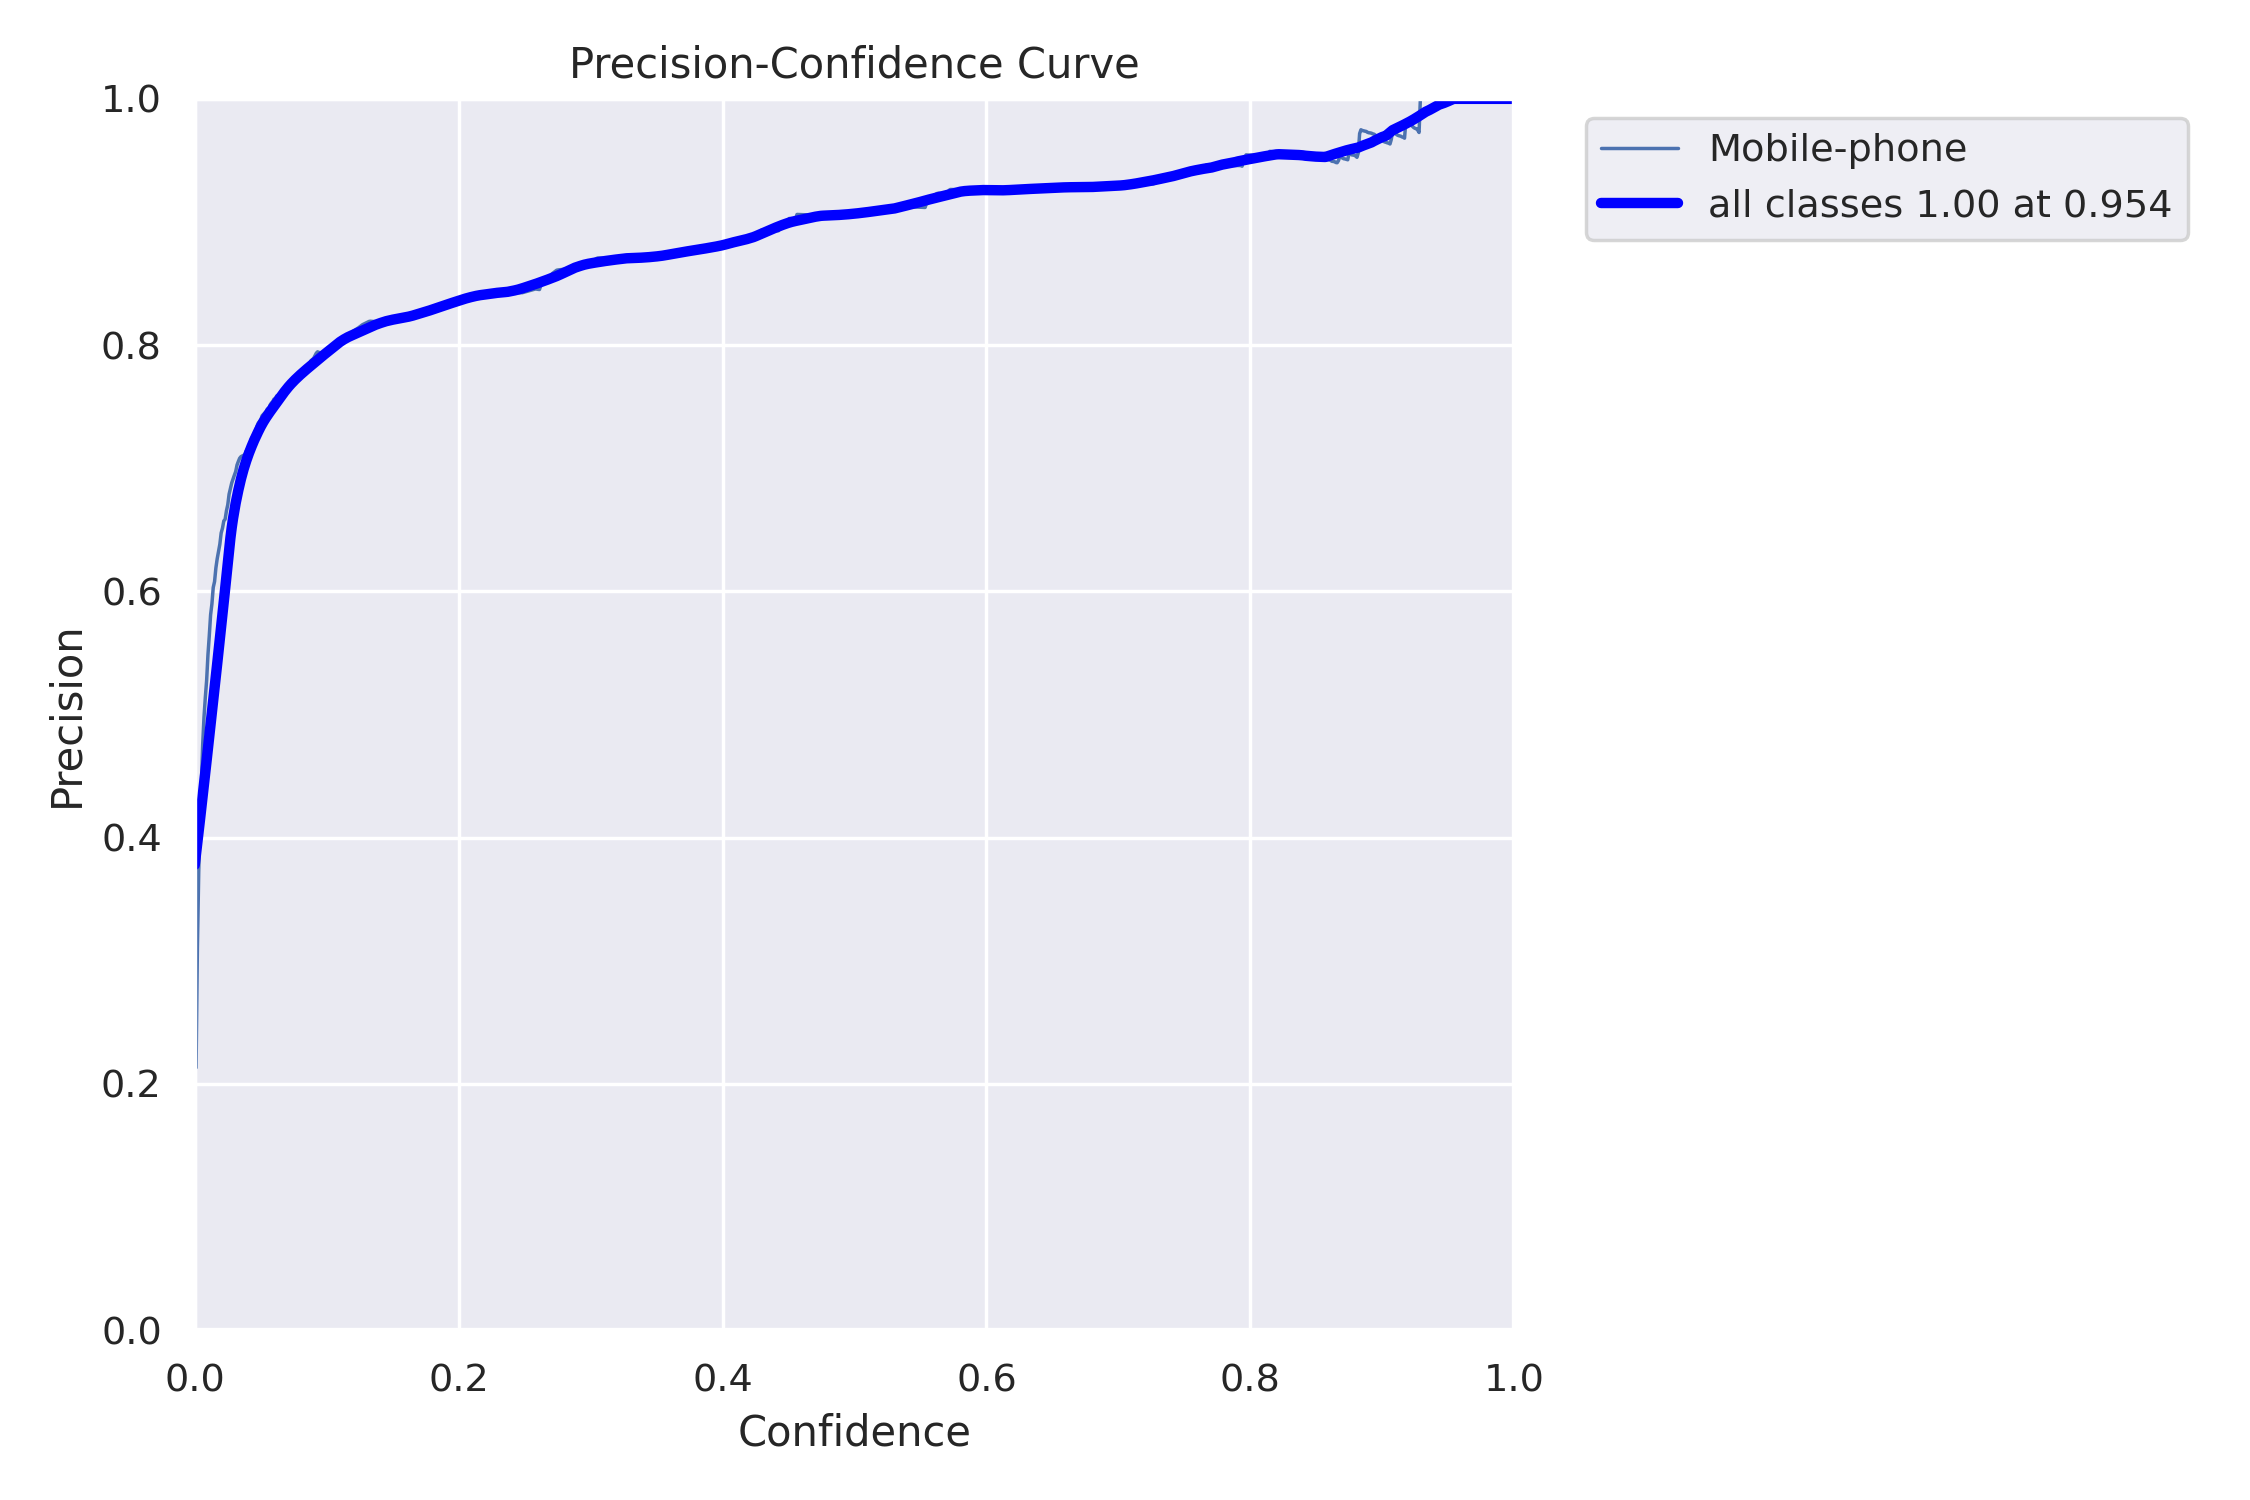 Precision-Confidence Curve
1.0
0.8
0.6
0.4
0.2
0.0
Precision
0.0 0.2 0.4 0.6 0.8 1.0
Confidence
Mobile-phone
all classes 1.00 at 0.954